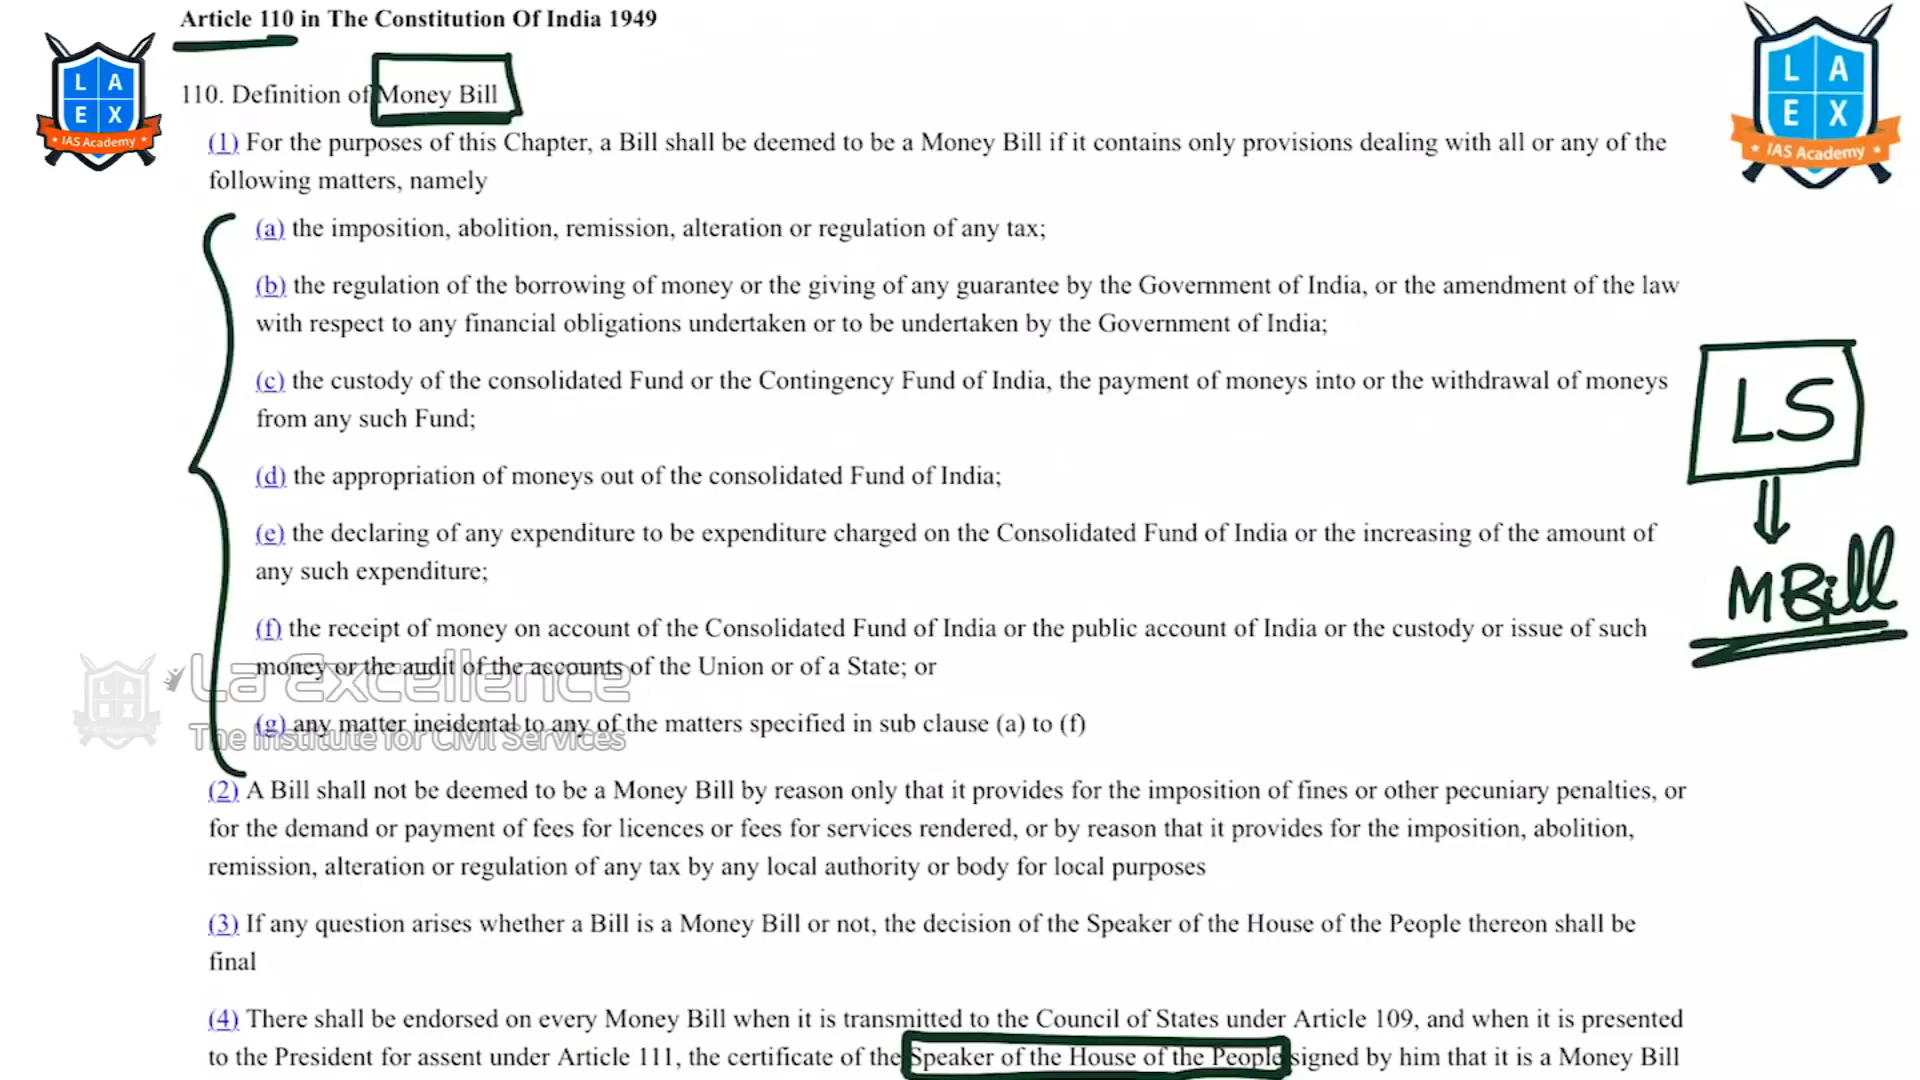 Article 110 in The Constitution Of India 1949
L A
E X
IAS Academy
L A
E X
IAS Academy
110. Definition of Money Bill
(1) For the purposes of this Chapter, a Bill shall be deemed to be a Money Bill if it contains only provisions dealing with all or any of the
following matters, namely
(a) the imposition, abolition, remission, alteration or regulation of any tax;
(b) the regulation of the borrowing of money or the giving of any guarantee by the Government of India, or the amendment of the law
with respect to any financial obligations undertaken or to be undertaken by the Government of India;
(c) the custody of the consolidated Fund or the Contingency Fund of India, the payment of moneys into or the withdrawal of moneys
from any such Fund;
LS
(d) the appropriation of moneys out of the consolidated Fund of India;
(e) the declaring of any expenditure to be expenditure charged on the Consolidated Fund of India or the increasing of the amount of
any such expenditure;
M Bill
(f) the receipt of money on account of the Consolidated Fund of India or the public account of India or the custody or issue of such
money or the audit of the accounts of the Union or of a State; or
L A
E X
La Excellence
The Institute for Civil Services
(g) any matter incidental to any of the matters specified in sub clause (a) to (f)
(2) A Bill shall not be deemed to be a Money Bill by reason only that it provides for the imposition of fines or other pecuniary penalties, or
for the demand or payment of fees for licences or fees for services rendered, or by reason that it provides for the imposition, abolition,
remission, alteration or regulation of any tax by any local authority or body for local purposes
(3) If any question arises whether a Bill is a Money Bill or not, the decision of the Speaker of the House of the People thereon shall be
final
(4) There shall be endorsed on every Money Bill when it is transmitted to the Council of States under Article 109, and when it is presented
to the President for assent under Article 111, the certificate of the Speaker of the House of the People signed by him that it is a Money Bill